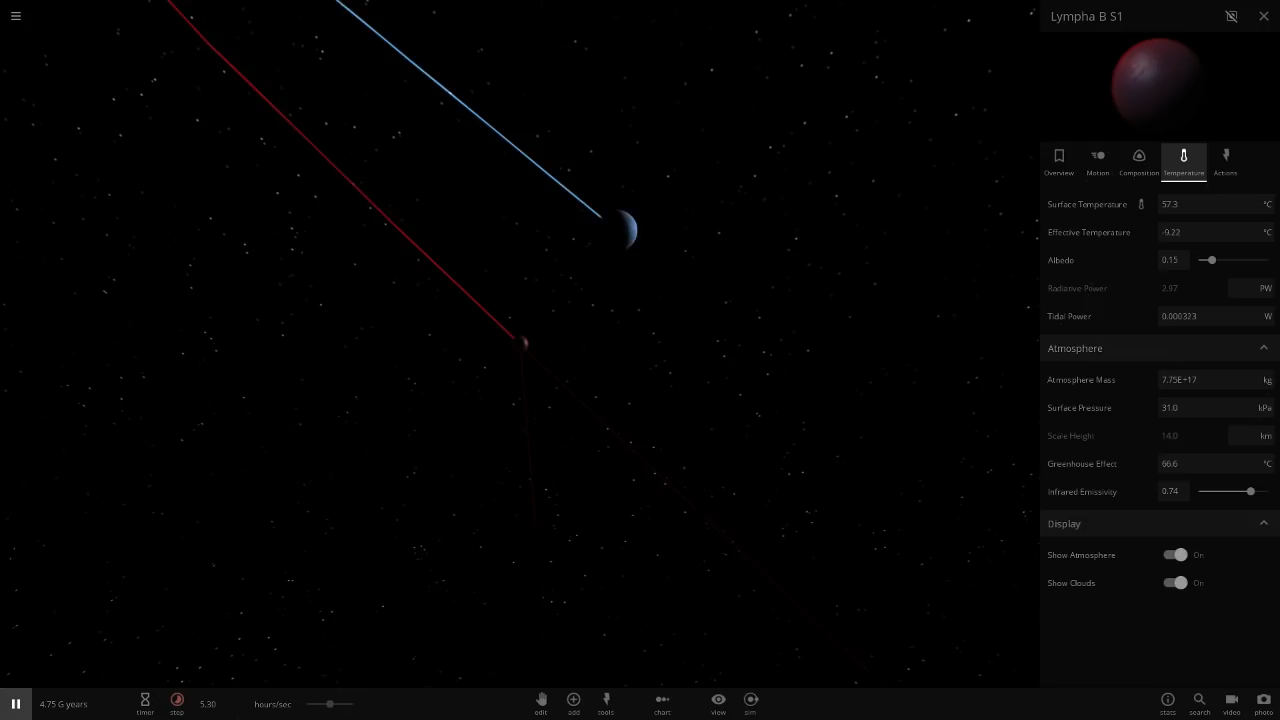 Lympha B S1
Overview Motion Composition Temperature Actions
Surface Temperature 57.3 °C
Effective Temperature -9.22 °C
Albedo 0.15
Radiative Power 2.97 PW
Tidal Power 0.000323 W
Atmosphere
Atmosphere Mass 7.75E+17 kg
Surface Pressure 31.0 kPa
Scale Height 14.0 km
Greenhouse Effect 66.6 °C
Infrared Emissivity 0.74
Display
Show Atmosphere On
Show Clouds On
4.75 G years timer step 5.30 hours/sec edit add tools chart view sim stats search video photo